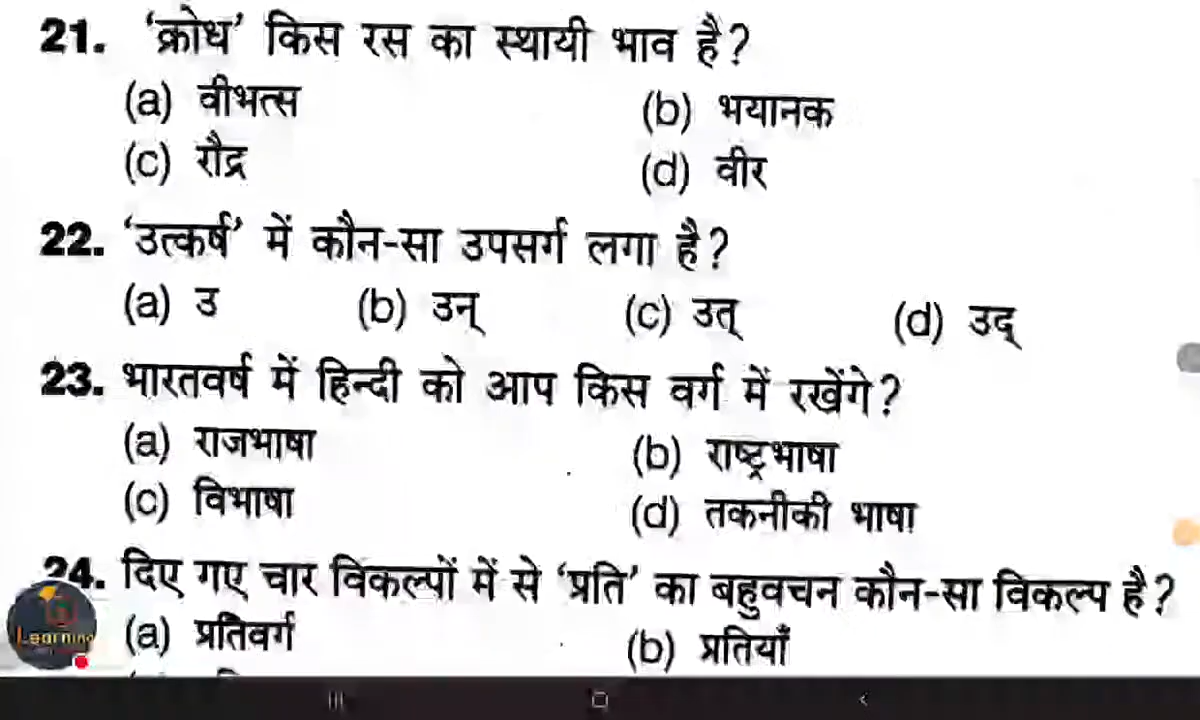 21. ‘क्रोध’ किस रस का स्थायी भाव है?
(a) वीभत्स (b) भयानक
(c) रौद्र (d) वीर
22. ‘उत्कर्ष’ में कौन-सा उपसर्ग लगा है?
(a) उ (b) उन् (c) उत् (d) उद्
23. भारतवर्ष में हिन्दी को आप किस वर्ग में रखेंगे?
(a) राजभाषा (b) राष्ट्रभाषा
(c) विभाषा (d) तकनीकी भाषा
24. दिए गए चार विकल्पों में से ‘प्रति’ का बहुवचन कौन-सा विकल्प है?
Learning
(a) प्रतिवर्ग (b) प्रतियाँ